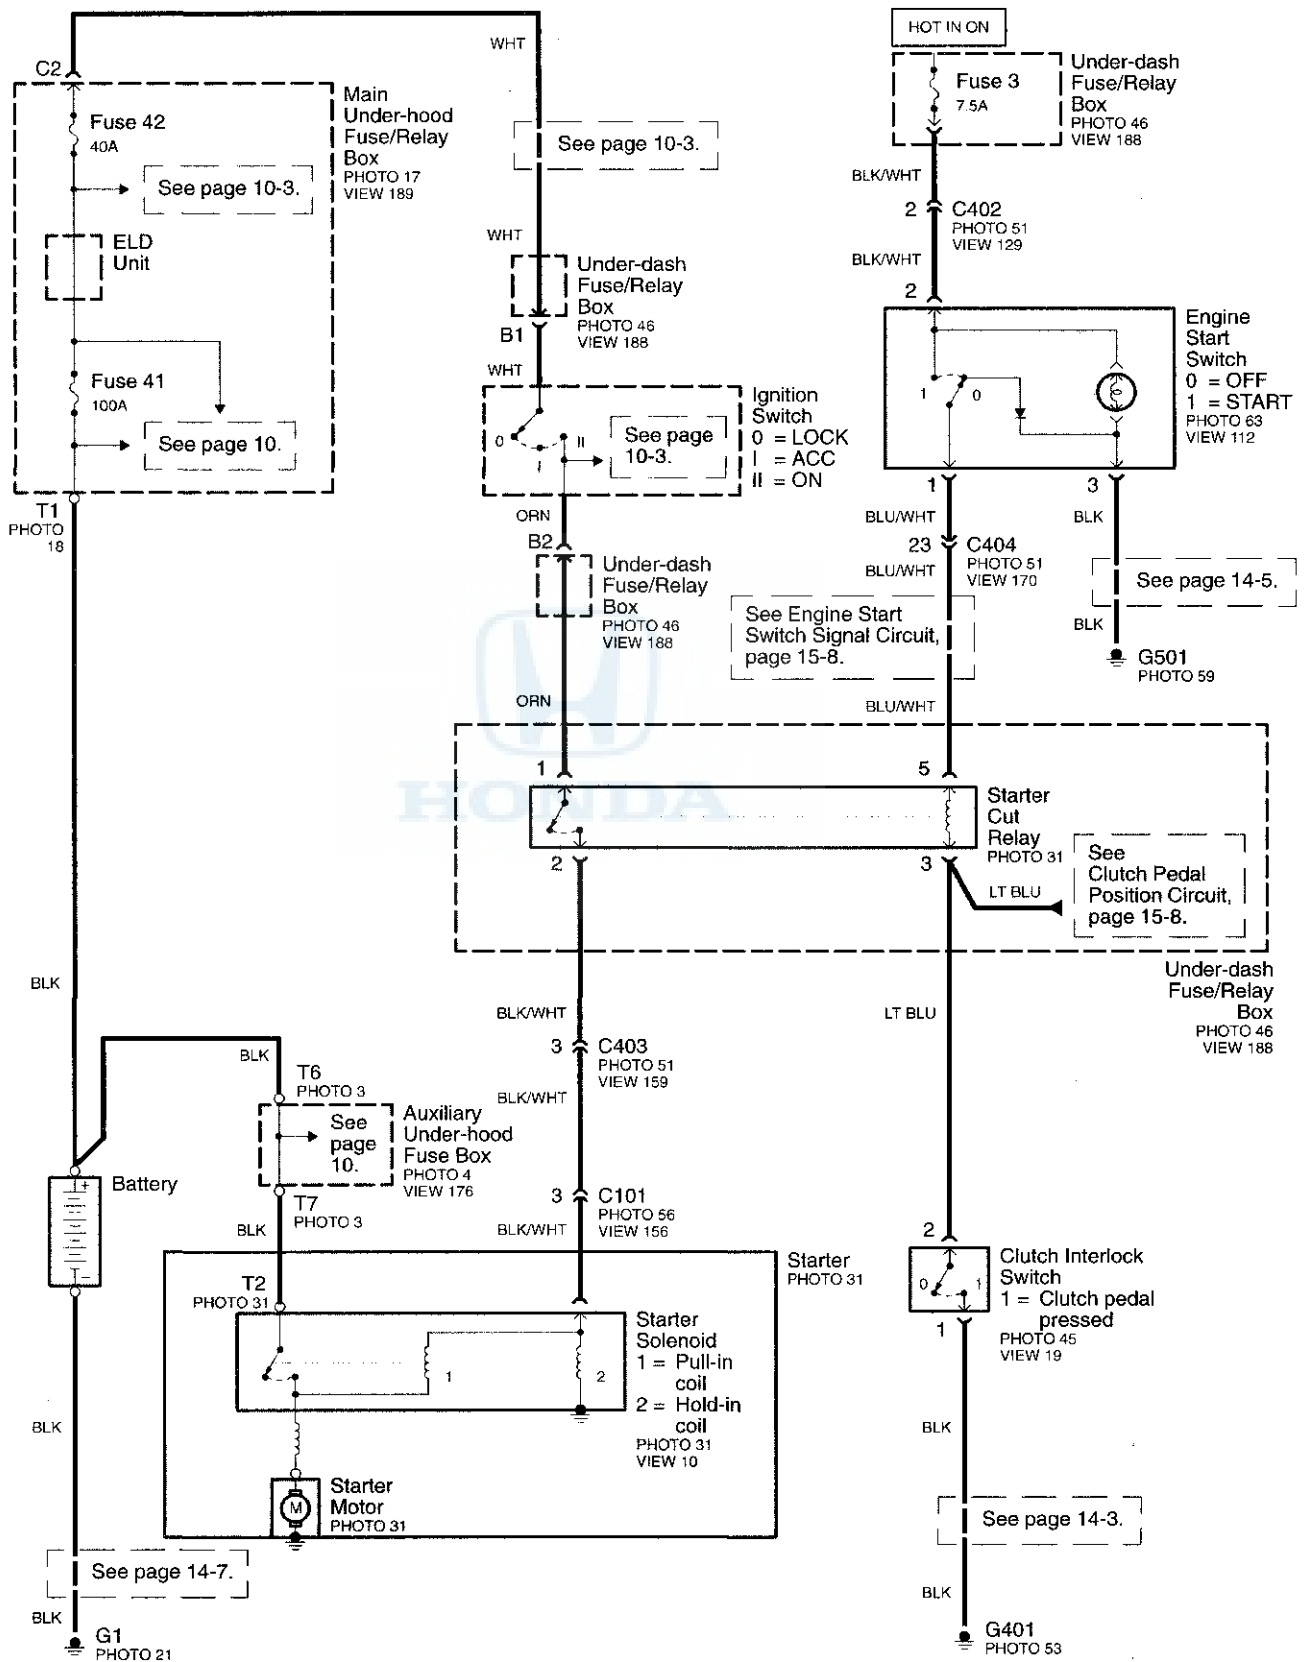 HOT IN ON
WHT
C2
Main
Under-hood
Fuse/Relay
Box
PHOTO 17
VIEW 189
Fuse 42
40A
See page 10-3.
ELD
Unit
Fuse 41
100A
See page 10.
T1
PHOTO
18
See page 10-3.
WHT
Under-dash
Fuse/Relay
Box
PHOTO 46
VIEW 188
B1
WHT
Ignition
Switch
0 = LOCK
I = ACC
II = ON
0
I
II
See page
10-3.
ORN
B2
Under-dash
Fuse/Relay
Box
PHOTO 46
VIEW 188
ORN
Fuse 3
7.5A
Under-dash
Fuse/Relay
Box
PHOTO 46
VIEW 188
BLK/WHT
2
C402
PHOTO 51
VIEW 129
BLK/WHT
2
Engine
Start
Switch
0 = OFF
1 = START
PHOTO 63
VIEW 112
1
0
1
3
BLU/WHT
BLK
23
C404
PHOTO 51
VIEW 170
BLU/WHT
See page 14-5.
BLK
G501
PHOTO 59
See Engine Start
Switch Signal Circuit,
page 15-8.
BLU/WHT
HONDA
1
5
Starter
Cut
Relay
PHOTO 31
2
3
LT BLU
See
Clutch Pedal
Position Circuit,
page 15-8.
Under-dash
Fuse/Relay
Box
PHOTO 46
VIEW 188
BLK
BLK/WHT
LT BLU
3
C403
PHOTO 51
VIEW 159
BLK/WHT
BLK
T6
PHOTO 3
See
page
10.
Auxiliary
Under-hood
Fuse Box
PHOTO 4
VIEW 176
T7
PHOTO 3
BLK
3
C101
PHOTO 56
VIEW 156
BLK/WHT
Battery
+
-
Starter
PHOTO 31
T2
PHOTO 31
Starter
Solenoid
1 = Pull-in
coil
2 = Hold-in
coil
PHOTO 31
VIEW 10
1
2
M
Starter
Motor
PHOTO 31
2
0
1
Clutch Interlock
Switch
1 = Clutch pedal
pressed
PHOTO 45
VIEW 19
1
BLK
BLK
See page 14-7.
See page 14-3.
BLK
BLK
G1
PHOTO 21
G401
PHOTO 53